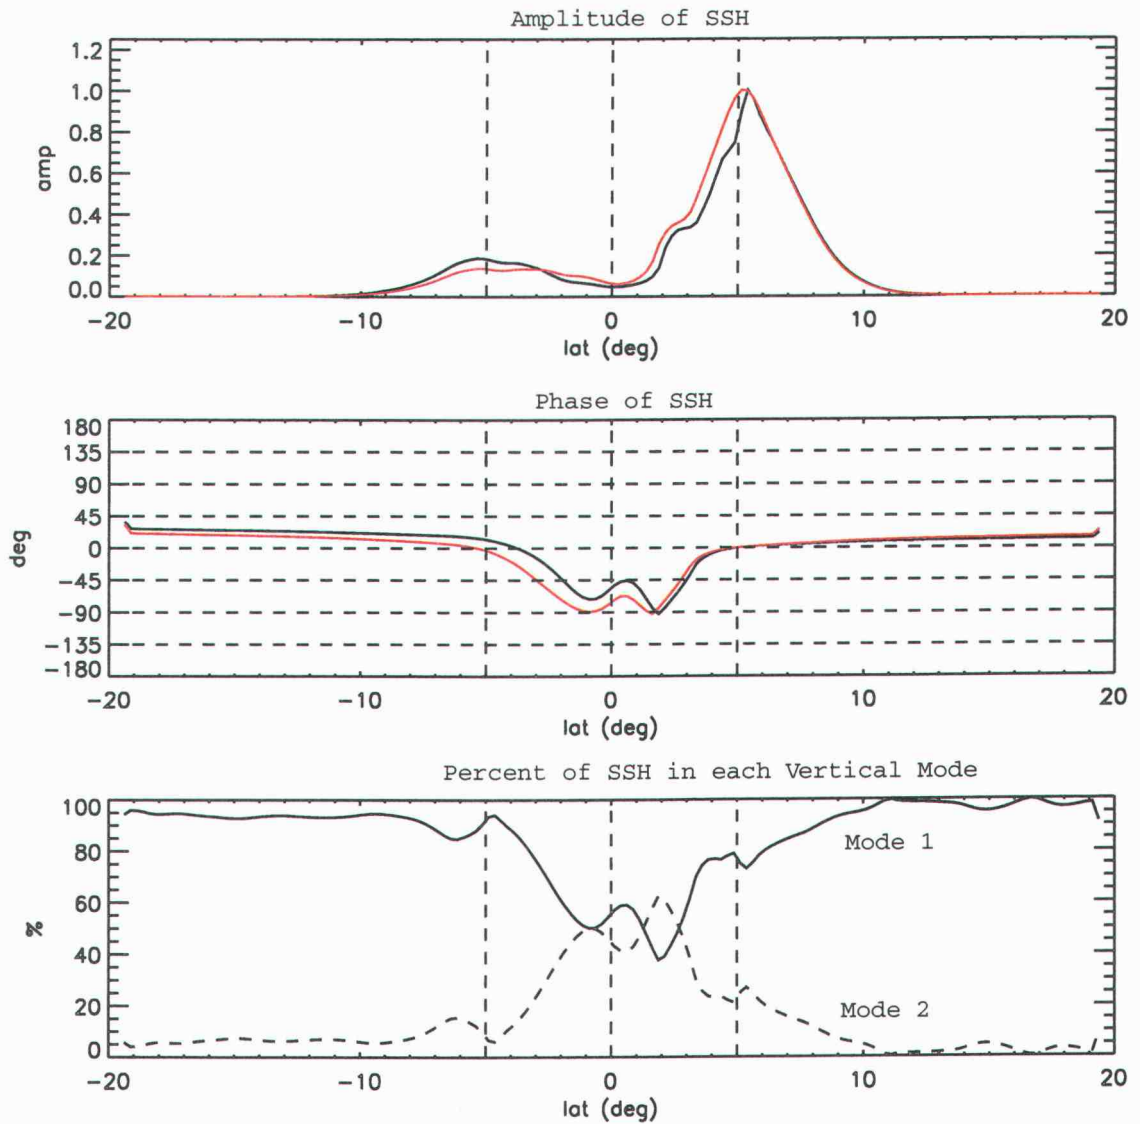 Amplitude of SSH
1.2
1.0
0.8
0.6
0.4
0.2
0.0
amp
-20 -10 0 10 20
lat (deg)
Phase of SSH
180
135
90
45
0
-45
-90
-135
-180
deg
-20 -10 0 10 20
lat (deg)
Percent of SSH in each Vertical Mode
100
80
60
40
20
0
%
Mode 1
Mode 2
-20 -10 0 10 20
lat (deg)